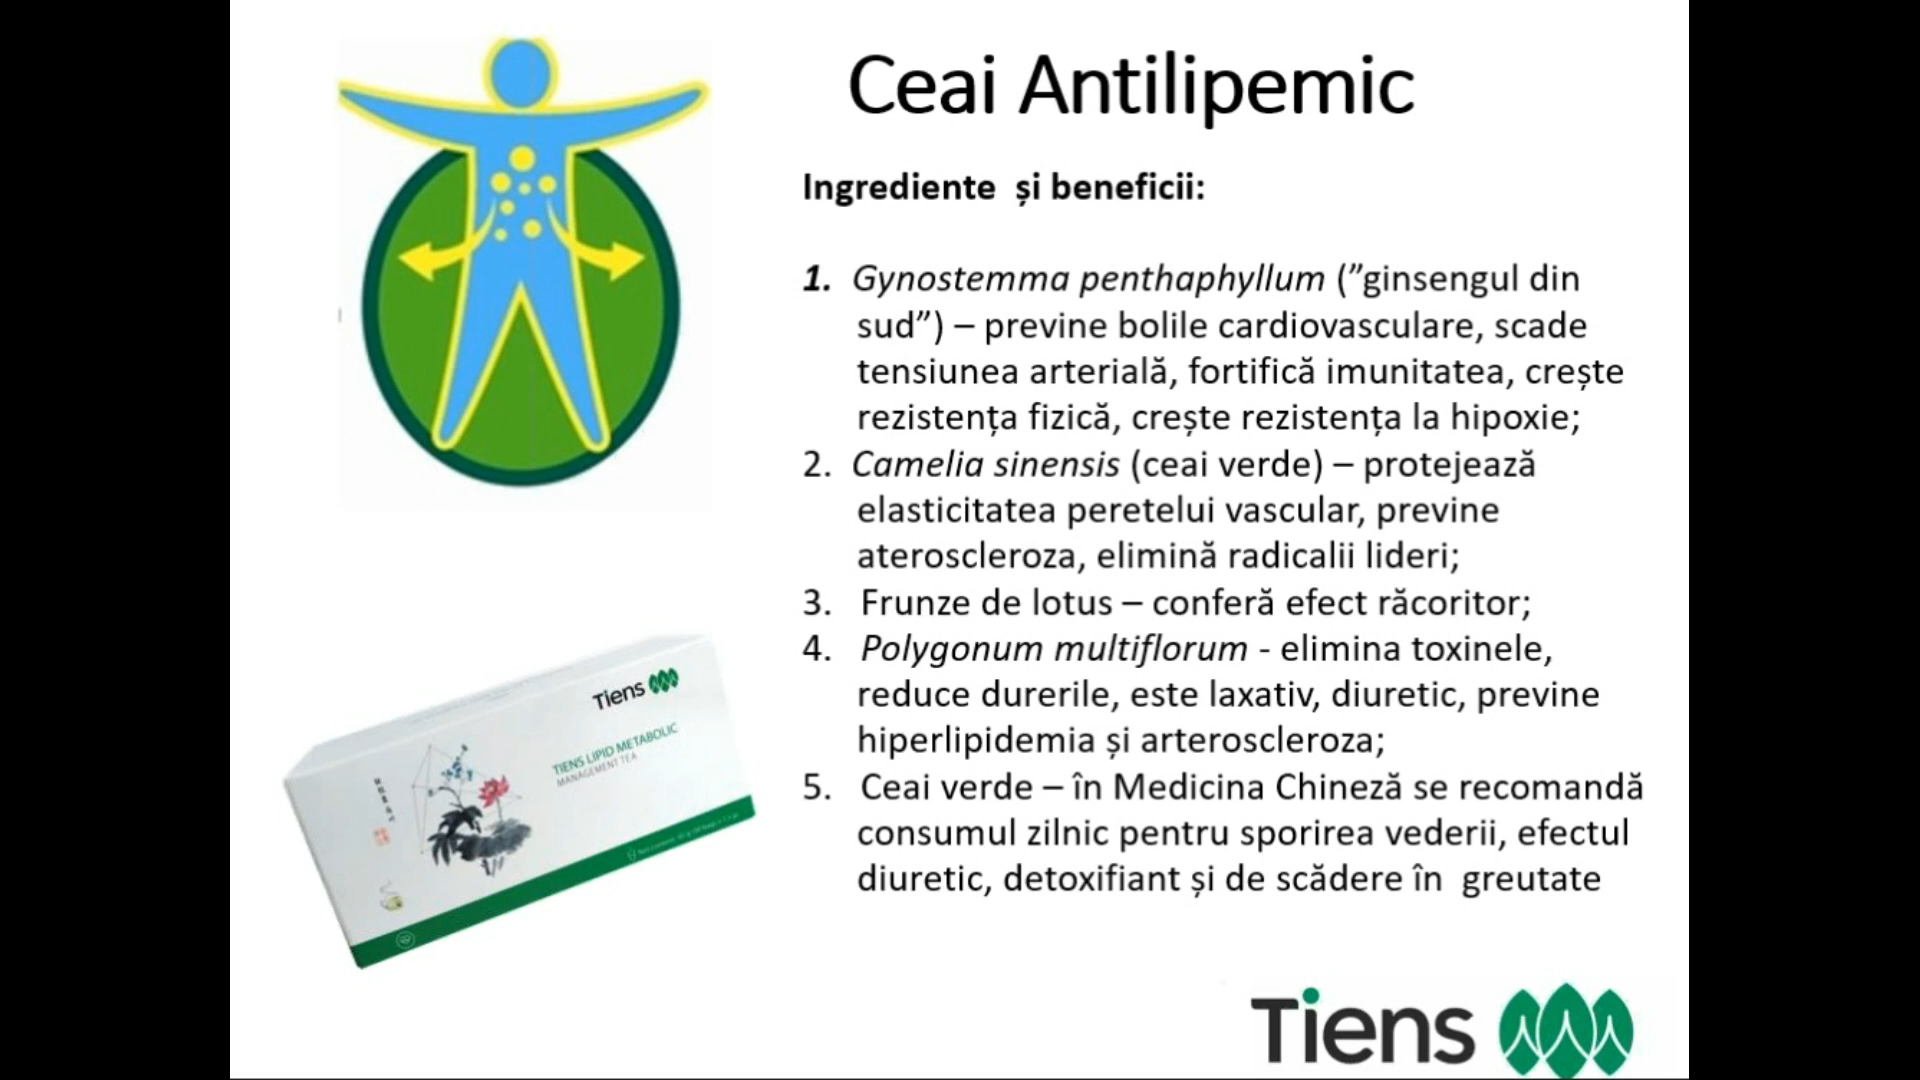 Ceai Antilipemic
Ingrediente și beneficii:
1. Gynostemma penthaphyllum (”ginsengul din
sud”) – previne bolile cardiovasculare, scade
tensiunea arterială, fortifică imunitatea, crește
rezistența fizică, crește rezistența la hipoxie;
2. Camelia sinensis (ceai verde) – protejează
elasticitatea peretelui vascular, previne
ateroscleroza, elimină radicalii lideri;
3. Frunze de lotus – conferă efect răcoritor;
4. Polygonum multiflorum - elimina toxinele,
reduce durerile, este laxativ, diuretic, previne
hiperlipidemia și arteroscleroza;
5. Ceai verde – în Medicina Chineză se recomandă
consumul zilnic pentru sporirea vederii, efectul
diuretic, detoxifiant și de scădere în greutate
Tiens
TIENS LIPID METABOLIC
MANAGEMENT TEA
Tiens